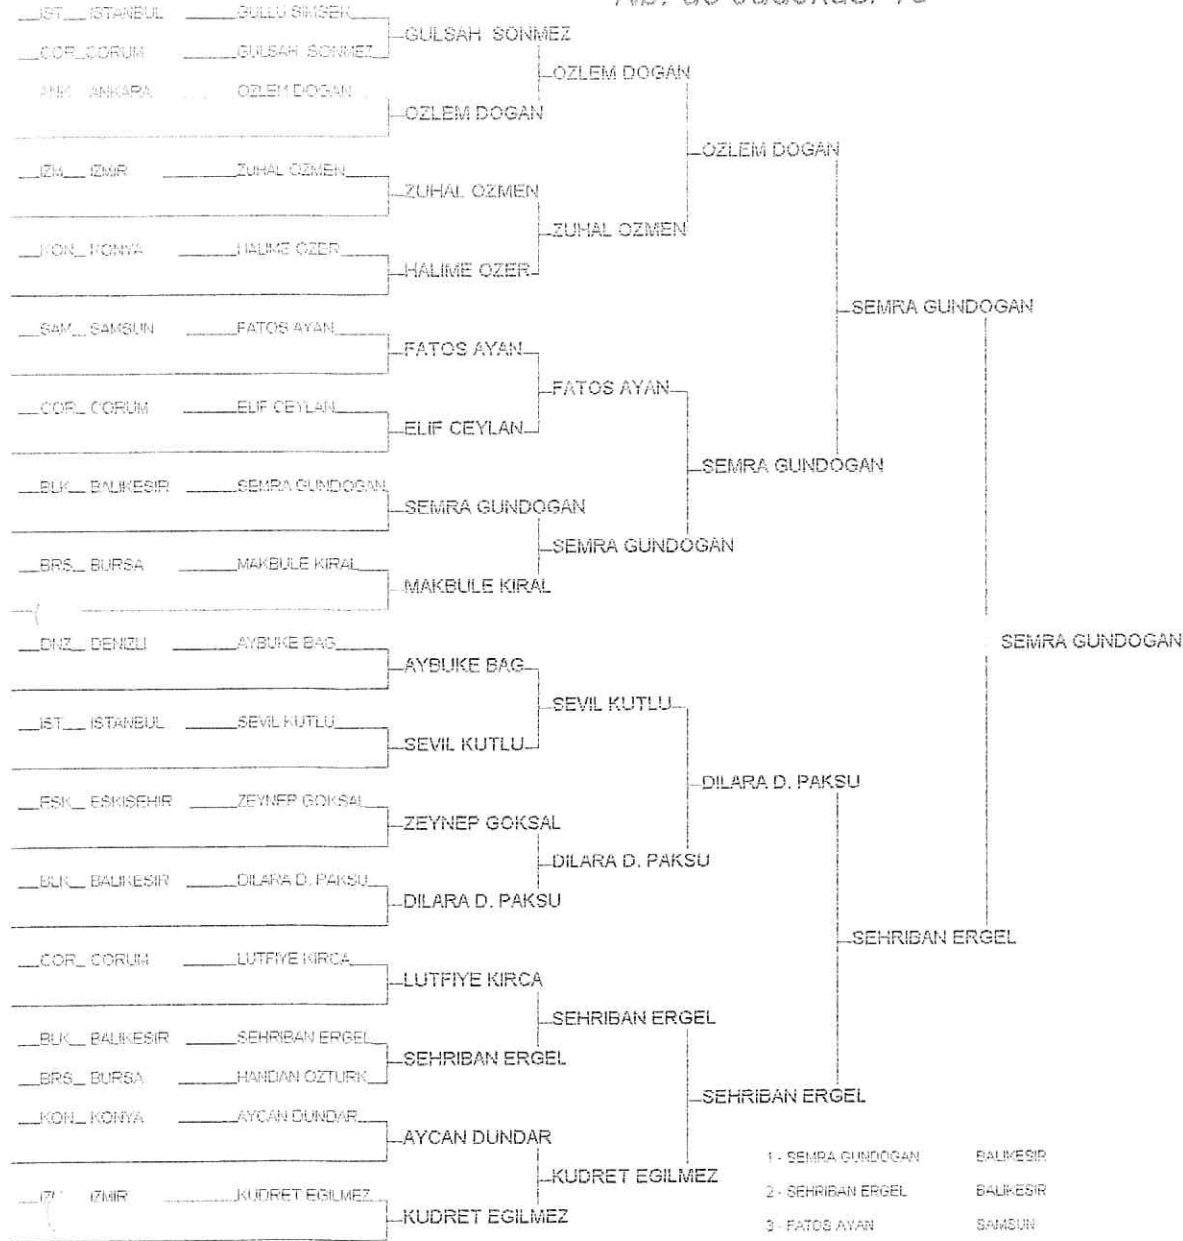 Nb. de Judokas: 18
IST ISTANBUL GULLU SIMSEK
GULSAH SONMEZ
COR CORUM GULSAH SONMEZ
OZLEM DOGAN
ANK ANKARA OZLEM DOGAN
OZLEM DOGAN
OZLEM DOGAN
IZM IZMIR ZUHAL OZMEN
ZUHAL OZMEN
ZUHAL OZMEN
KON KONYA HALIME OZER
HALIME OZER
SEMRA GUNDOGAN
SAM SAMSUN FATOS AYAN
FATOS AYAN
FATOS AYAN
COR CORUM ELIF CEYLAN
ELIF CEYLAN
SEMRA GUNDOGAN
BLK BALIKESIR SEMRA GUNDOGAN
SEMRA GUNDOGAN
SEMRA GUNDOGAN
BRS BURSA MAKBULE KIRAL
MAKBULE KIRAL
DNZ DENIZLI AYBUKE BAG
SEMRA GUNDOGAN
AYBUKE BAG
SEVIL KUTLU
IST ISTANBUL SEVIL KUTLU
SEVIL KUTLU
DILARA D. PAKSU
ESK ESKISEHIR ZEYNEP GOKSAL
ZEYNEP GOKSAL
DILARA D. PAKSU
BLK BALIKESIR DILARA D. PAKSU
DILARA D. PAKSU
SEHRIBAN ERGEL
COR CORUM LUTFIYE KIRCA
LUTFIYE KIRCA
SEHRIBAN ERGEL
BLK BALIKESIR SEHRIBAN ERGEL
SEHRIBAN ERGEL
BRS BURSA HANDAN OZTURK
SEHRIBAN ERGEL
KON KONYA AYCAN DUNDAR
AYCAN DUNDAR
1 - SEMRA GUNDOGAN BALIKESIR
KUDRET EGILMEZ
2 - SEHRIBAN ERGEL BALIKESIR
IZMIR KUDRET EGILMEZ
KUDRET EGILMEZ
3 - FATOS AYAN SAMSUN